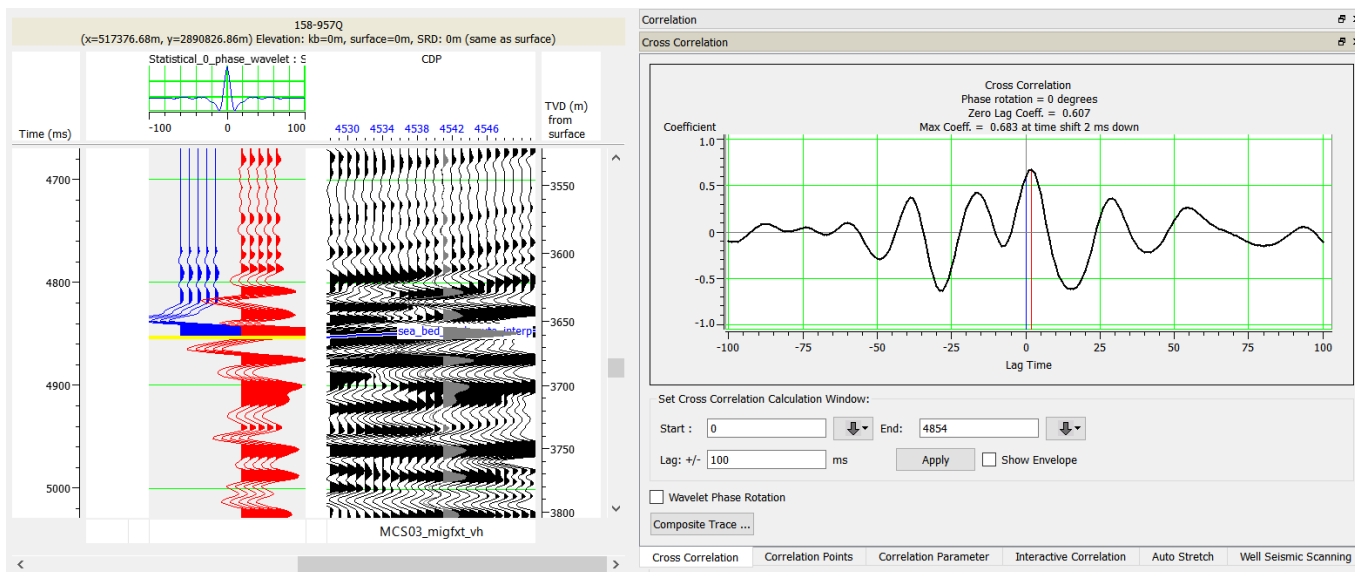 158-957Q
(x=517376.68m, y=2890826.86m) Elevation: kb=0m, surface=0m, SRD: 0m (same as surface)
Statistical_0_phase_wavelet : S
CDP
4530 4534 4538 4542 4546
-100 0 100
Time (ms)
TVD (m)
from
surface
4700
4800
4900
5000
3550
3600
3650
3700
3750
3800
sea_bed
interp
MCS03_migfxt_vh
Correlation
Cross Correlation
Cross Correlation
Phase rotation = 0 degrees
Zero Lag Coeff. = 0.607
Max Coeff. = 0.683 at time shift 2 ms down
Coefficient
1.0
0.5
0
-0.5
-1.0
-100 -75 -50 -25 0 25 50 75 100
Lag Time
Set Cross Correlation Calculation Window:
Start : 0 End: 4854
Lag: +/- 100 ms Apply Show Envelope
Wavelet Phase Rotation
Composite Trace ...
Cross Correlation Correlation Points Correlation Parameter Interactive Correlation Auto Stretch Well Seismic Scanning